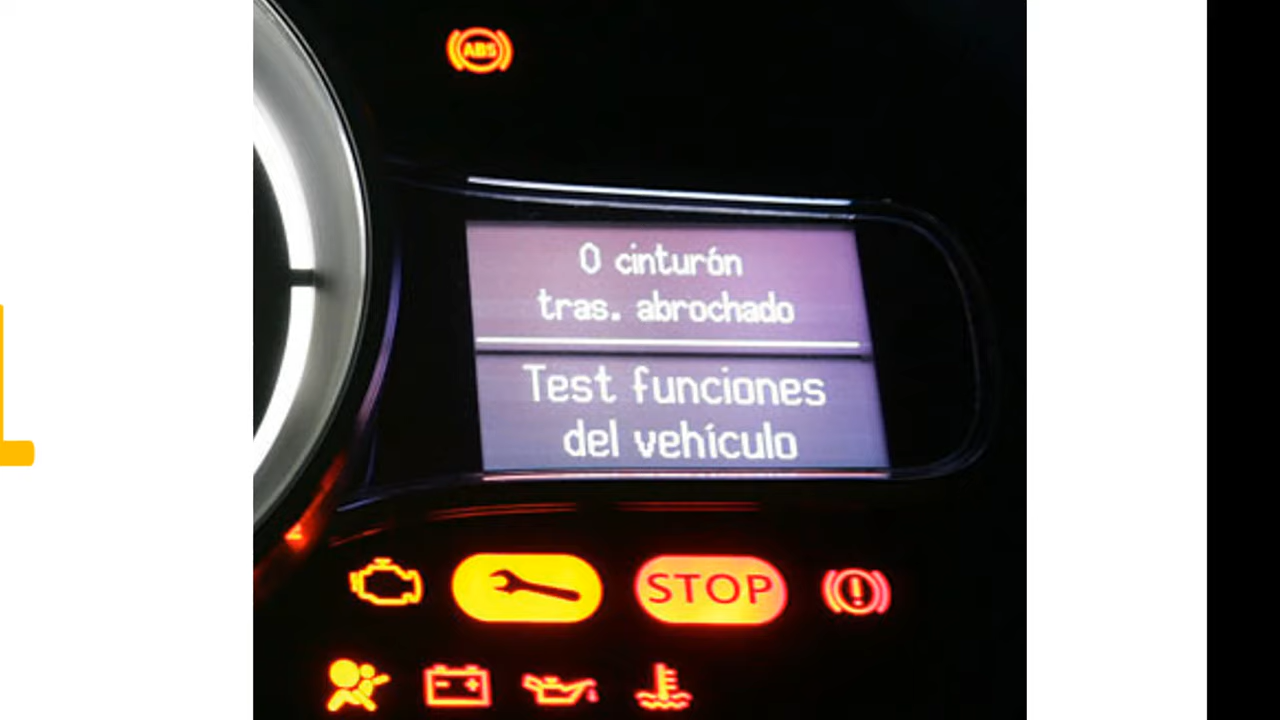 ABS
0 cinturón
tras. abrochado
Test funciones
del vehículo
STOP